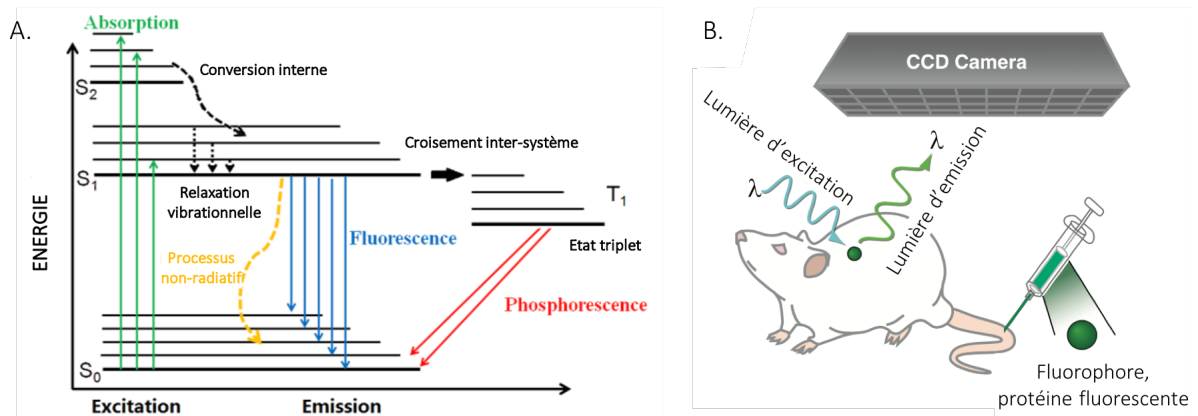 A.
Absorption
Conversion interne
S2
Croisement inter-système
S1
Relaxation
vibrationnelle
T1
Etat triplet
ENERGIE
Fluorescence
Processus
non-radiatif
Phosphorescence
S0
Excitation
Emission
B.
CCD Camera
Lumière d'excitation
λ
λ
Lumière d'emission
Fluorophore,
protéine fluorescente